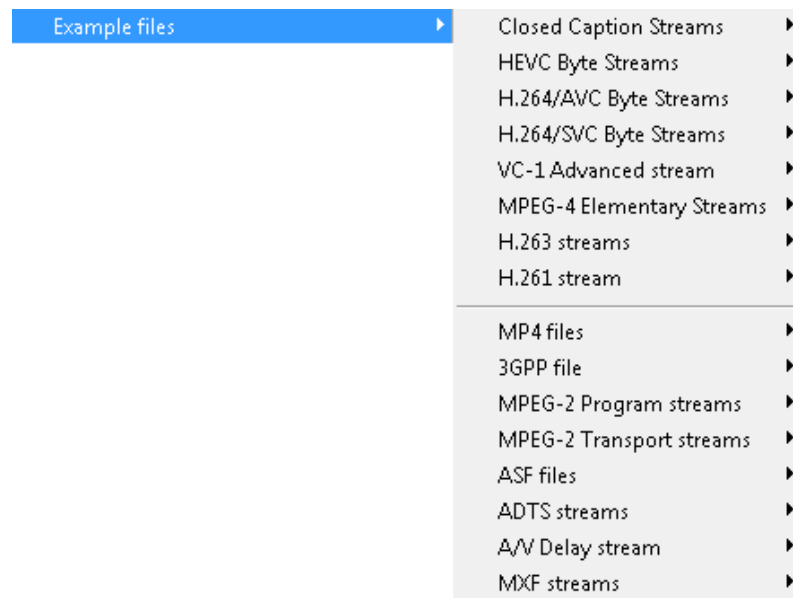 Example files
Closed Caption Streams
HEVC Byte Streams
H.264/AVC Byte Streams
H.264/SVC Byte Streams
VC-1 Advanced stream
MPEG-4 Elementary Streams
H.263 streams
H.261 stream
MP4 files
3GPP file
MPEG-2 Program streams
MPEG-2 Transport streams
ASF files
ADTS streams
A/V Delay stream
MXF streams